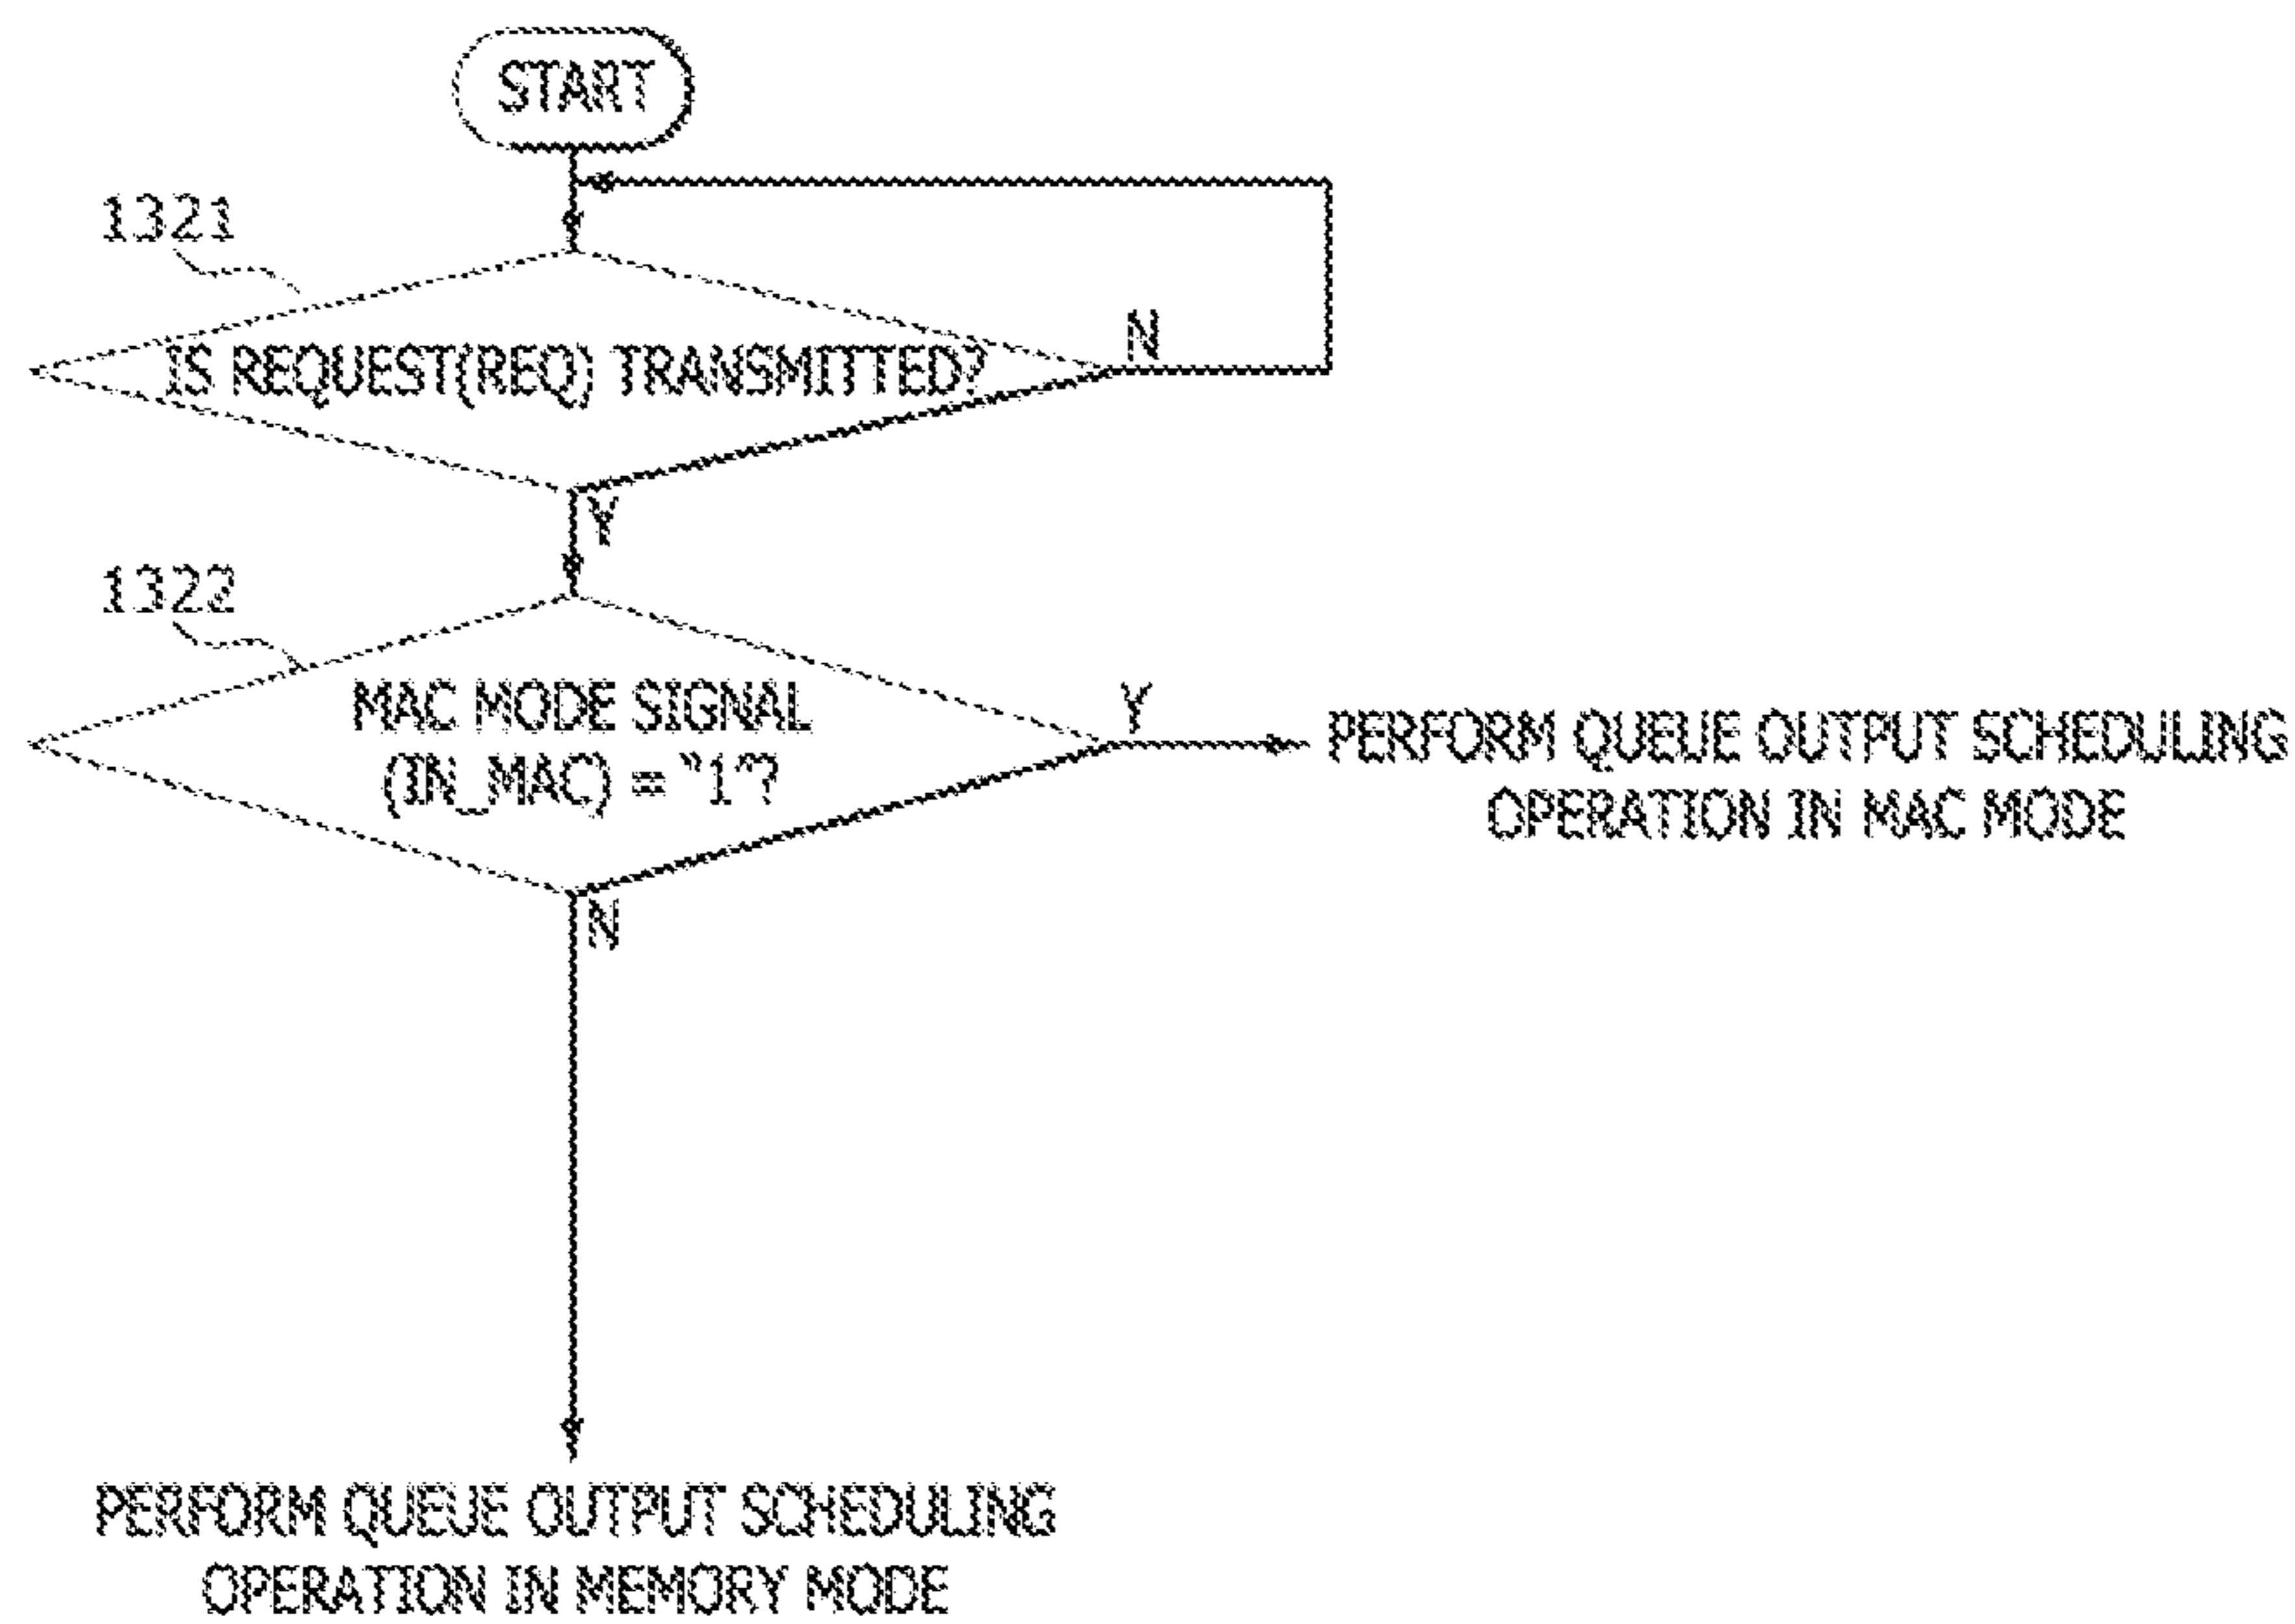 START
1321
IS REQUEST(REQ) TRANSMITTED?
N
Y
1322
MAC MODE SIGNAL
(IN_MAC) = "1"?
Y
PERFORM QUEUE OUTPUT SCHEDULING
OPERATION IN MAC MODE
N
PERFORM QUEUE OUTPUT SCHEDULING
OPERATION IN MEMORY MODE